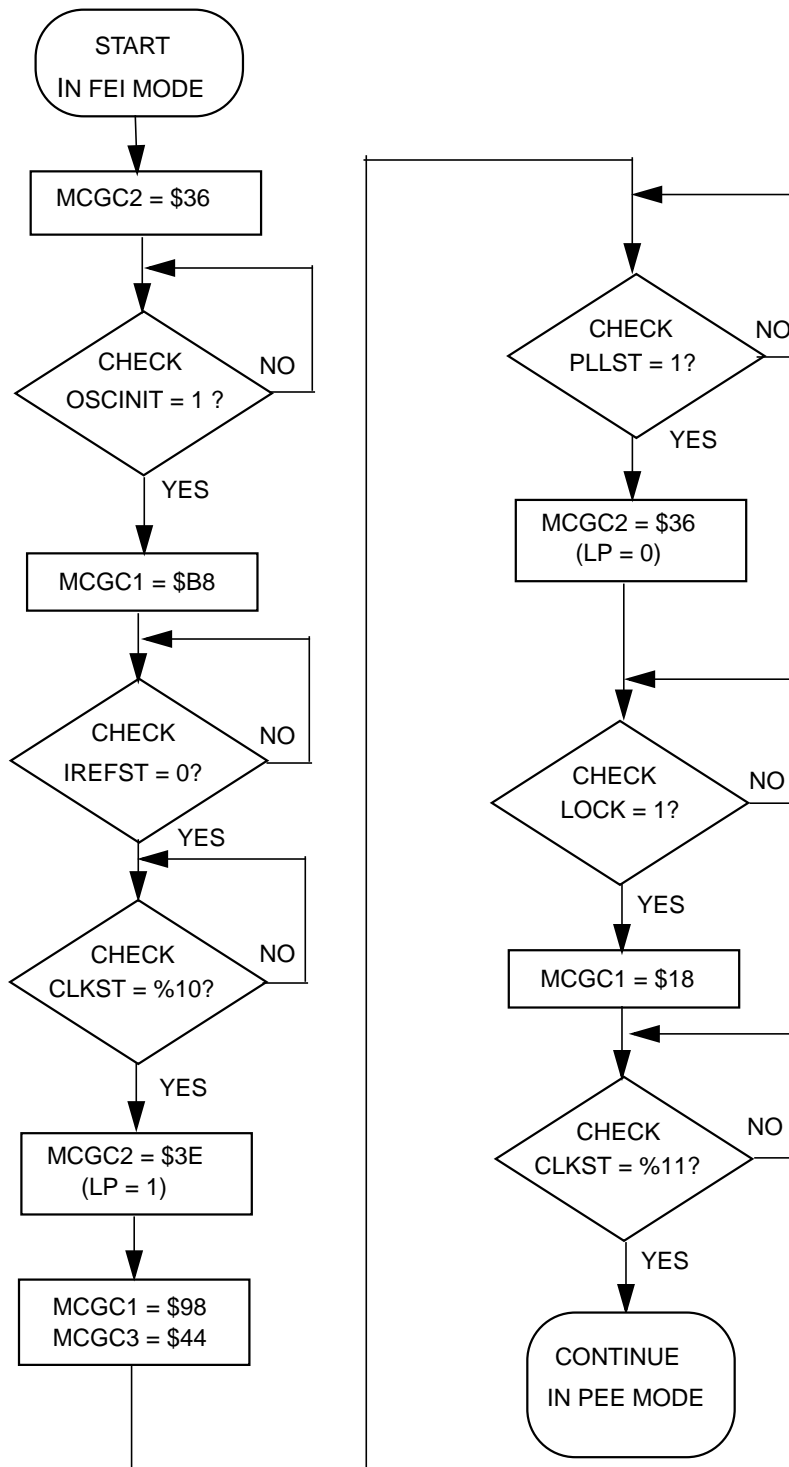 START
IN FEI MODE
MCGC2 = $36
CHECK
OSCINIT = 1 ?
NO
YES
MCGC1 = $B8
CHECK
IREFST = 0?
NO
YES
CHECK
CLKST = %10?
NO
YES
MCGC2 = $3E
(LP = 1)
MCGC1 = $98
MCGC3 = $44
CHECK
PLLST = 1?
NO
YES
MCGC2 = $36
(LP = 0)
CHECK
LOCK = 1?
NO
YES
MCGC1 = $18
CHECK
CLKST = %11?
NO
YES
CONTINUE
IN PEE MODE